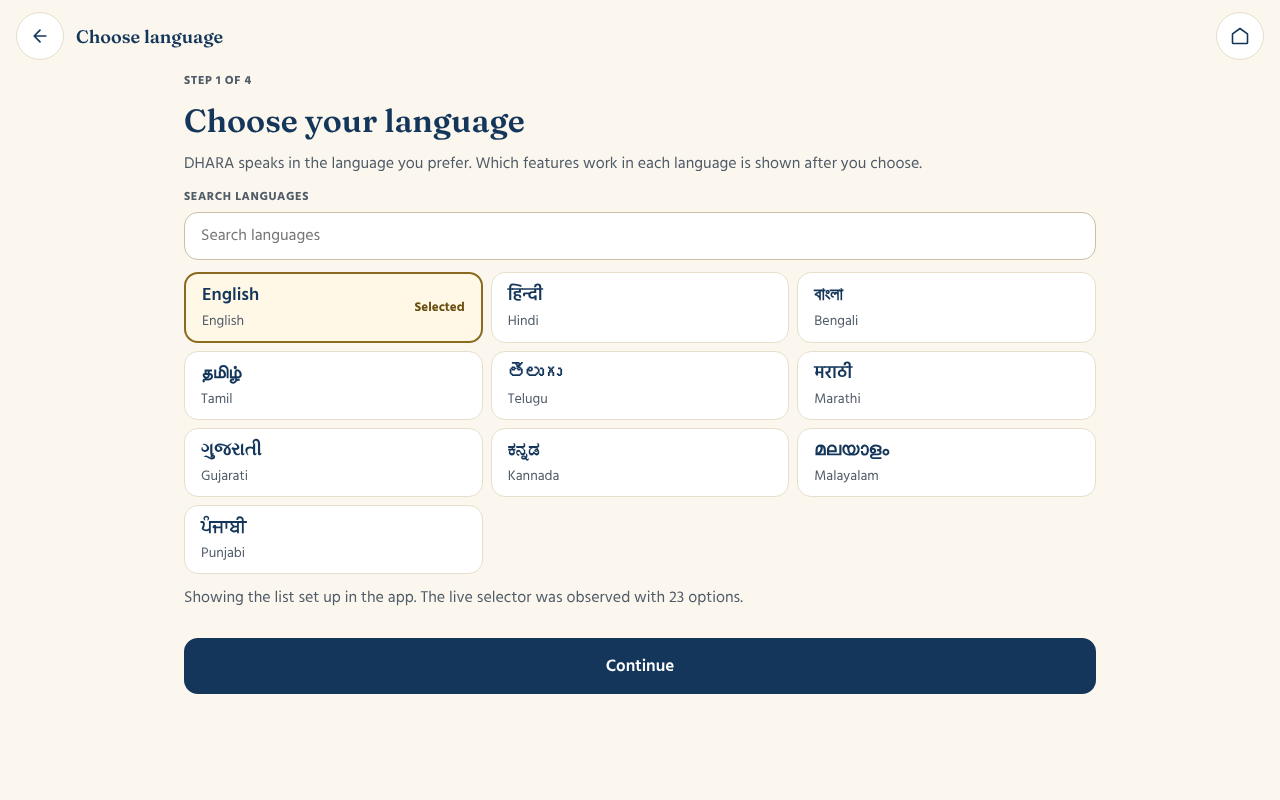 Choose language
STEP 1 OF 4
Choose your language
DHARA speaks in the language you prefer. Which features work in each language is shown after you choose.
SEARCH LANGUAGES
Search languages
English
English
Selected
हिन्दी
Hindi
বাংলা
Bengali
தமிழ்
Tamil
తెలుగు
Telugu
मराठी
Marathi
ગુજરાતી
Gujarati
ಕನ್ನಡ
Kannada
മലയാളം
Malayalam
ਪੰਜਾਬੀ
Punjabi
Showing the list set up in the app. The live selector was observed with 23 options.
Continue